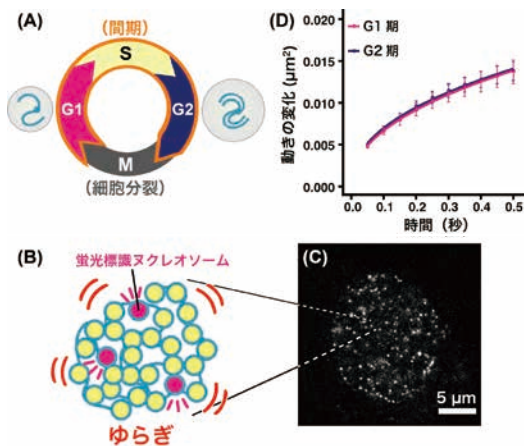 (A)
(間期)
S
G1
G2
M
(細胞分裂)
(D)
G1 期
G2 期
動きの変化 (μm²)
0.020
0.015
0.010
0.005
0.000
0.0 0.1 0.2 0.3 0.4 0.5
時間（秒）
(B)
蛍光標識ヌクレオソーム
ゆらぎ
(C)
5 μm